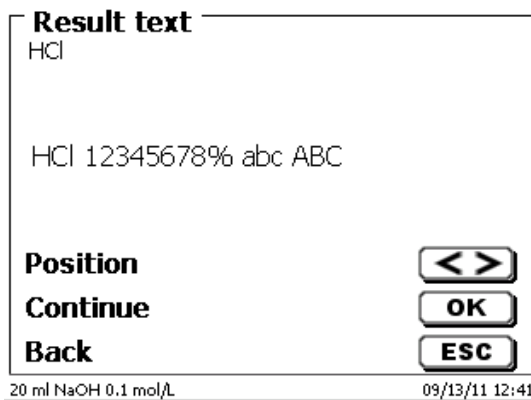 Result text
HCl
HCl 12345678% abc ABC
Position < >
Continue OK
Back ESC
20 ml NaOH 0.1 mol/L 09/13/11 12:41